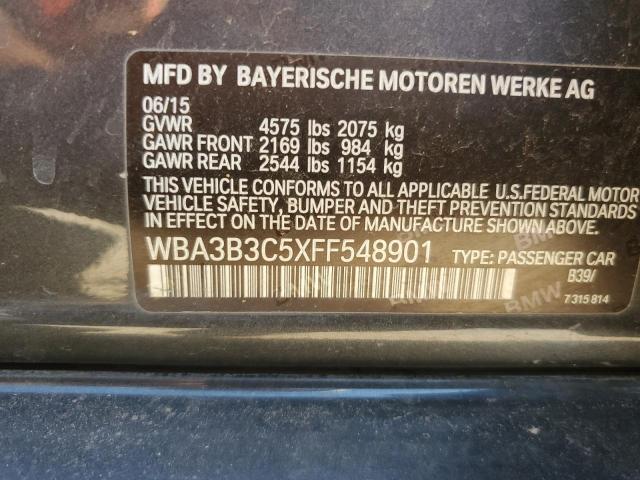 MFD BY BAYERISCHE MOTOREN WERKE AG
06/15
GVWR 4575 lbs 2075 kg
GAWR FRONT 2169 lbs 984 kg
GAWR REAR 2544 lbs 1154 kg
THIS VEHICLE CONFORMS TO ALL APPLICABLE U.S. FEDERAL MOTOR
VEHICLE SAFETY, BUMPER AND THEFT PREVENTION STANDARDS
IN EFFECT ON THE DATE OF MANUFACTURE SHOWN ABOVE.
WBA3B3C5XFF548901 TYPE: PASSENGER CAR
B39/
7 315 814
BMW
BMW